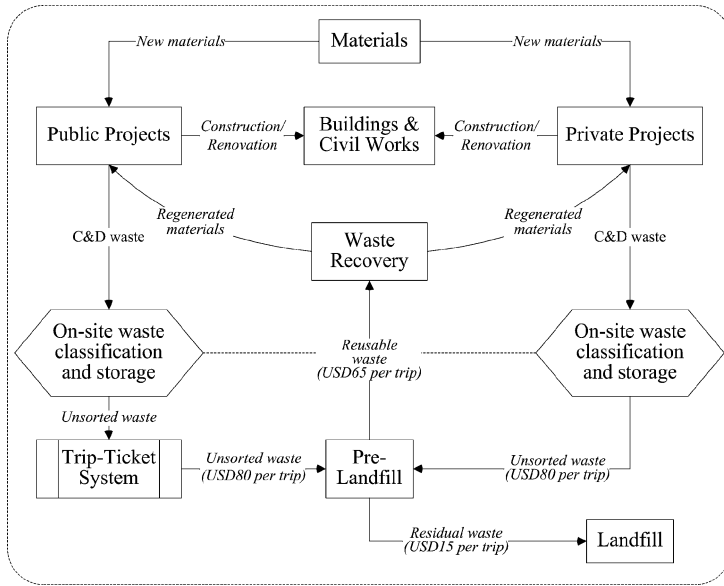 Materials
New materials
New materials
Public Projects
Construction/
Renovation
Buildings &
Civil Works
Construction/
Renovation
Private Projects
Regenerated
materials
Regenerated
materials
C&D waste
Waste
Recovery
C&D waste
On-site waste
classification
and storage
Reusable
waste
(USD65 per trip)
On-site waste
classification
and storage
Unsorted waste
Trip-Ticket
System
Unsorted waste
(USD80 per trip)
Pre-
Landfill
Unsorted waste
(USD80 per trip)
Residual waste
(USD15 per trip)
Landfill